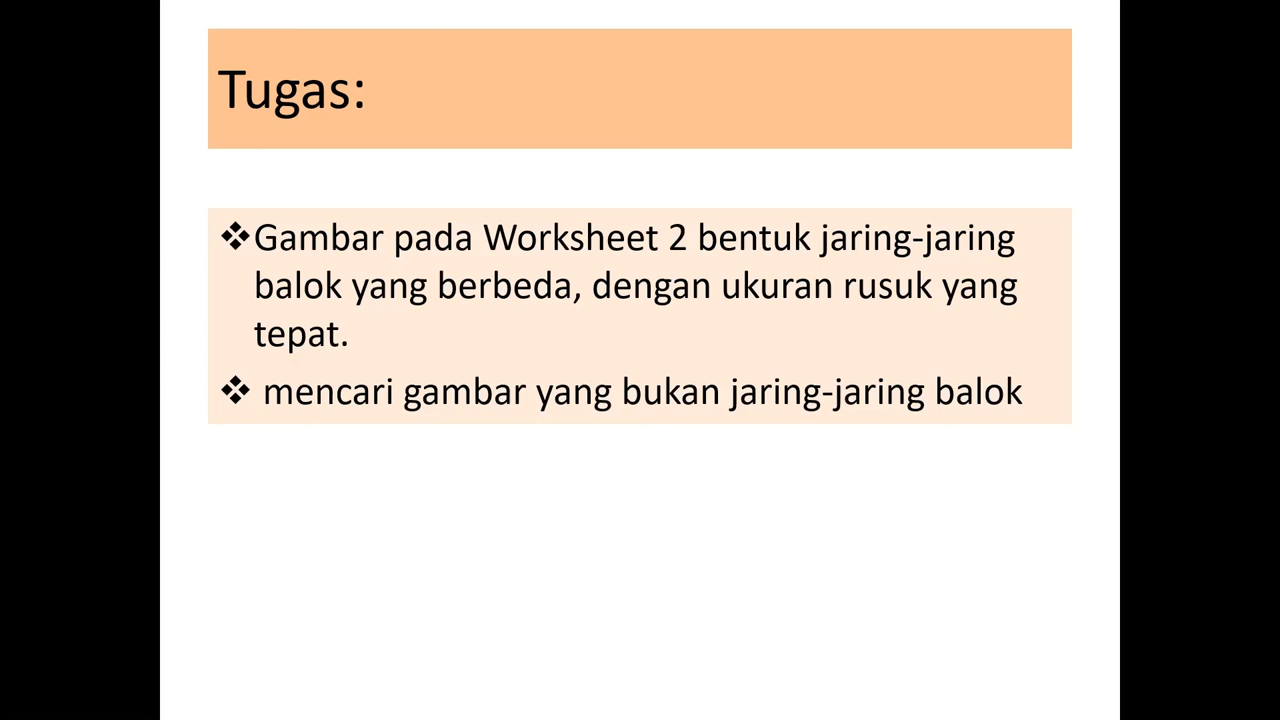 Tugas:
❖Gambar pada Worksheet 2 bentuk jaring-jaring
balok yang berbeda, dengan ukuran rusuk yang
tepat.
❖ mencari gambar yang bukan jaring-jaring balok